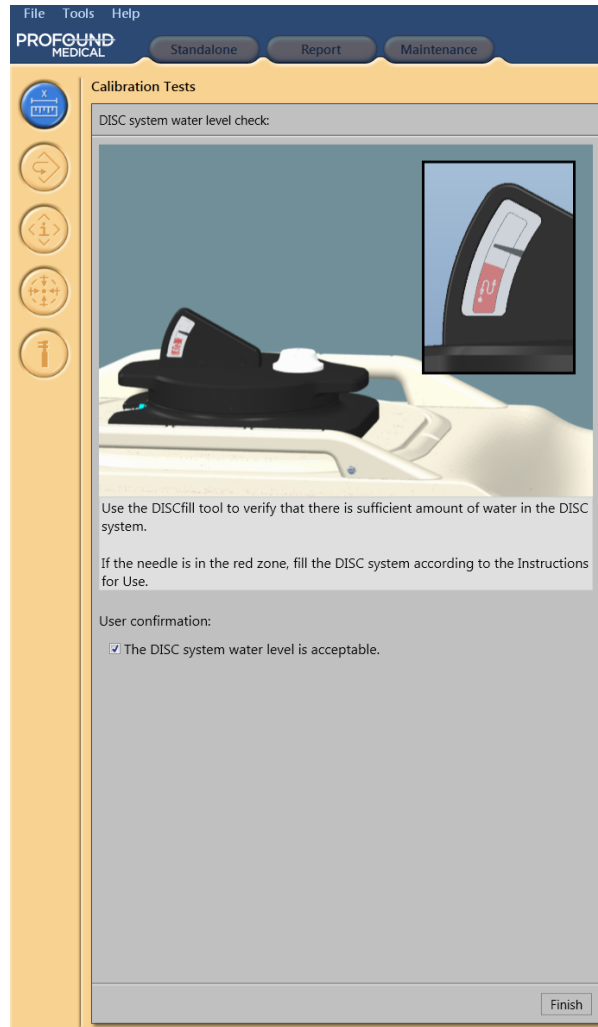 File Tools Help
PROFOUND
MEDICAL
Standalone Report Maintenance
Calibration Tests
DISC system water level check:
Use the DISCfill tool to verify that there is sufficient amount of water in the DISC
system.
If the needle is in the red zone, fill the DISC system according to the Instructions
for Use.
User confirmation:
The DISC system water level is acceptable.
Finish